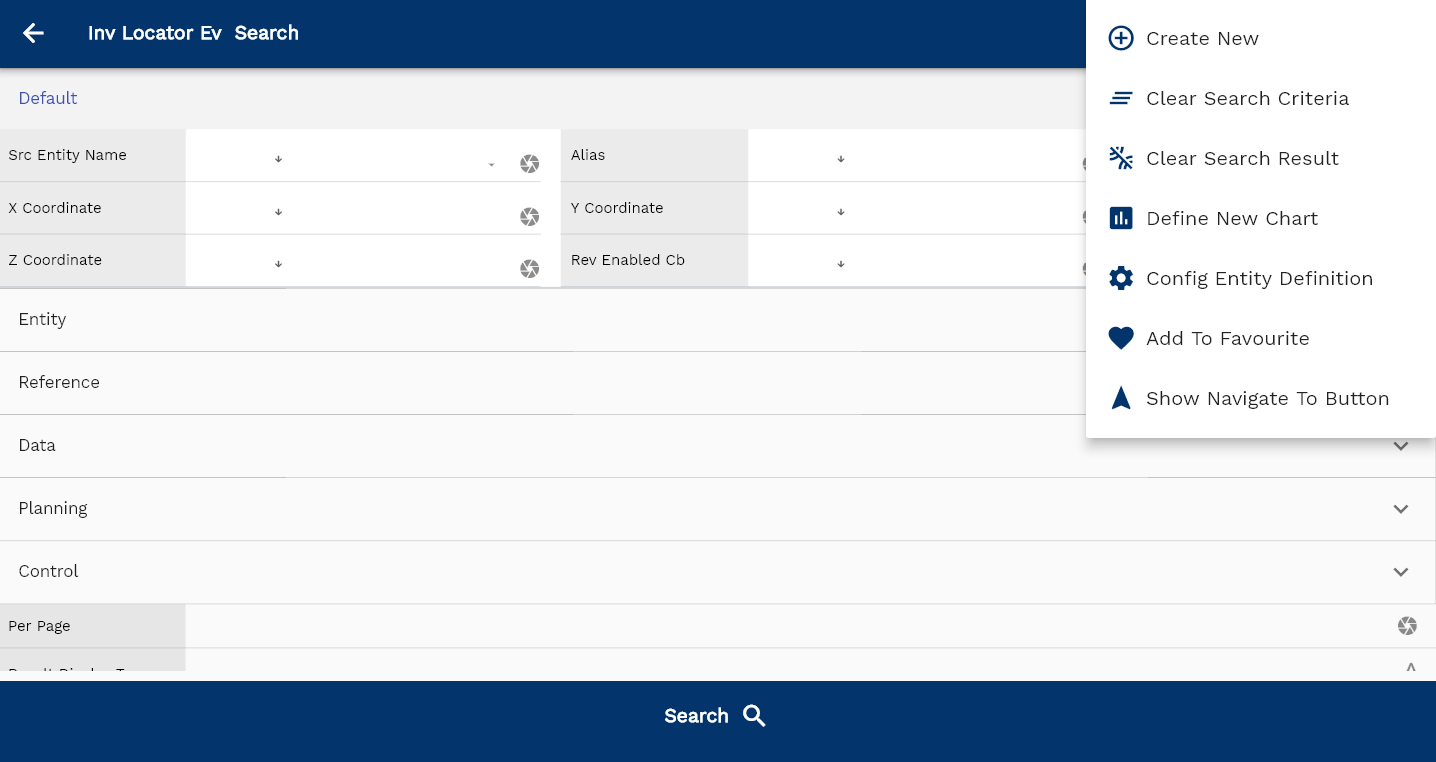 Inv Locator Ev Search
Create New
Clear Search Criteria
Clear Search Result
Define New Chart
Config Entity Definition
Add To Favourite
Show Navigate To Button
Default
Src Entity Name
Alias
X Coordinate
Y Coordinate
Z Coordinate
Rev Enabled Cb
Entity
Reference
Data
Planning
Control
Per Page
Search